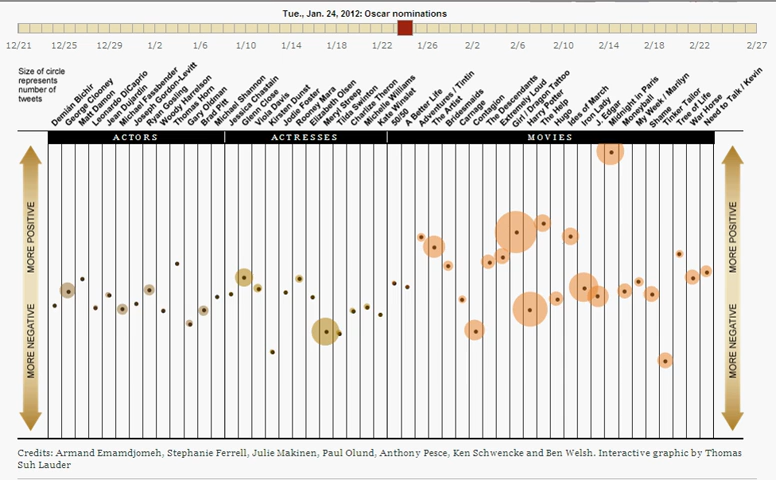 Tue., Jan. 24, 2012: Oscar nominations
12/21 12/25 12/29 1/2 1/6 1/10 1/14 1/18 1/22 1/26 2/2 2/6 2/10 2/14 2/18 2/22 2/27
Size of circle
represents
number of
tweets
Demián Bichir
George Clooney
Matt Damon
Leonardo DiCaprio
Jean Dujardin
Michael Fassbender
Joseph Gordon-Levitt
Ryan Gosling
Woody Harrelson
Thomas Horn
Gary Oldman
Brad Pitt
Michael Shannon
Jessica Chastain
Glenn Close
Viola Davis
Kirsten Dunst
Jodie Foster
Rooney Mara
Elizabeth Olsen
Meryl Streep
Tilda Swinton
Charlize Theron
Michelle Williams
Kate Winslet
50/50
A Better Life
Adventures / Tintin
The Artist
Bridesmaids
Carnage
Contagion
The Descendants
Extremely Loud
Girl / Dragon Tattoo
Harry Potter
The Help
Hugo
Ides of March
Iron Lady
J. Edgar
Midnight In Paris
Moneyball
My Week / Marilyn
Shame
Tinker Tailor
Tree of Life
War Horse
Need to Talk / Kevin
ACTORS ACTRESSES MOVIES
MORE POSITIVE
MORE NEGATIVE
MORE POSITIVE
MORE NEGATIVE
Credits: Armand Emamdjomeh, Stephanie Ferrell, Julie Makinen, Paul Olund, Anthony Pesce, Ken Schwencke and Ben Welsh. Interactive graphic by Thomas
Suh Lauder